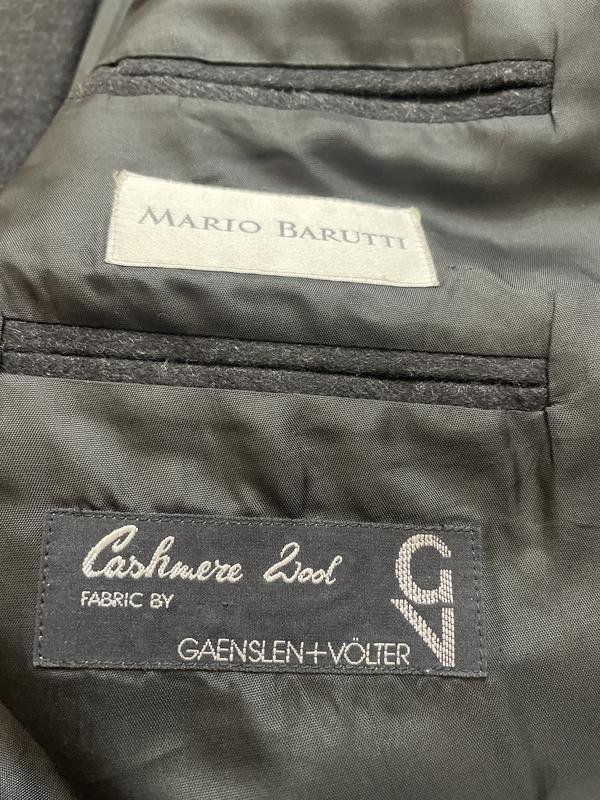 MARIO BARUTTI
Cashmere Wool
FABRIC BY
GAENSLEN+VÖLTER
GV